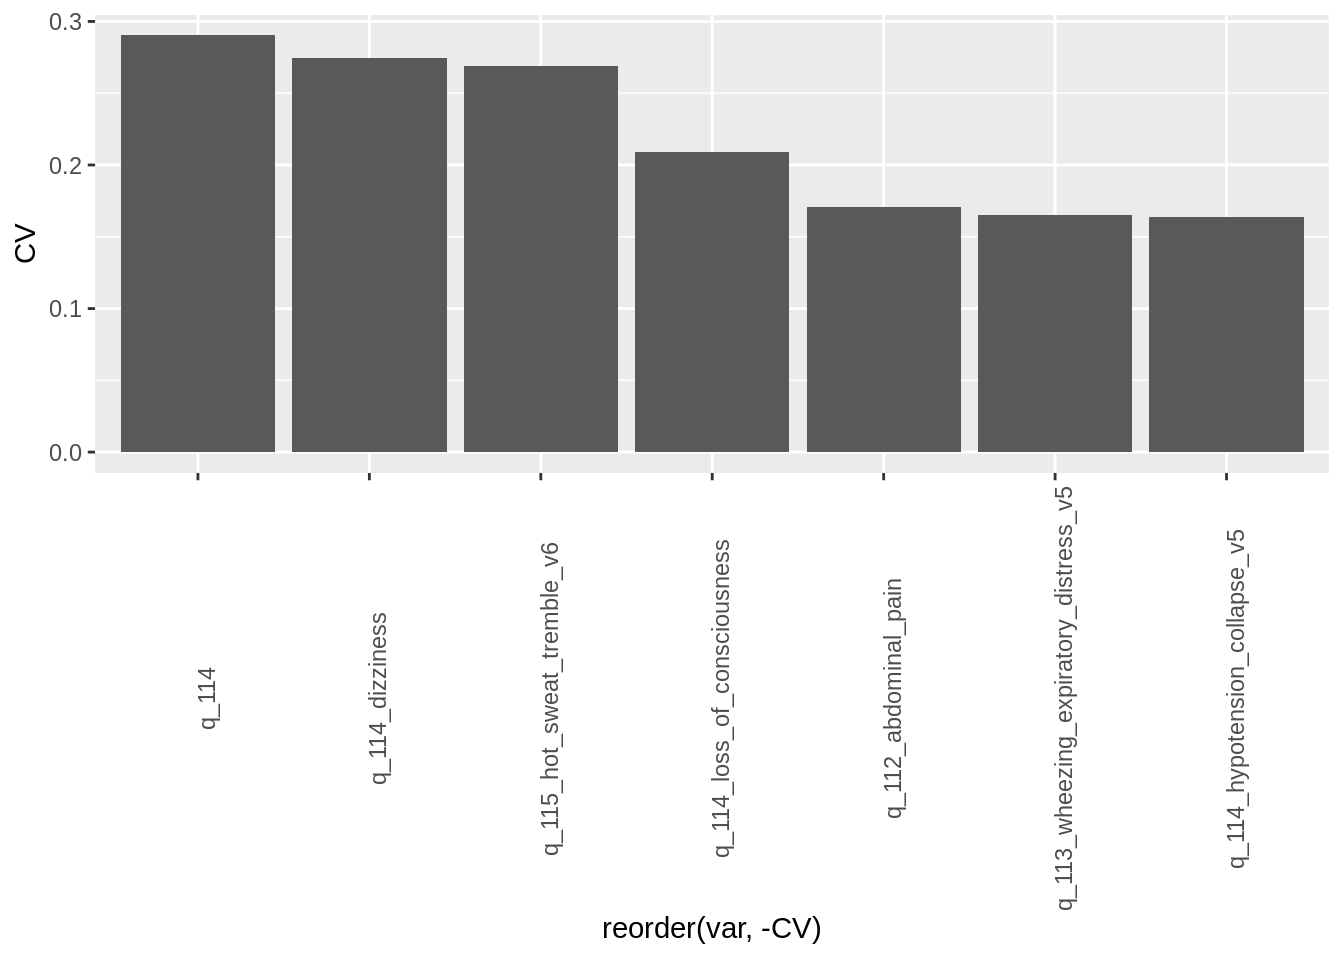 0.3
0.2
0.1
0.0
CV
q_114
q_114_dizziness
q_115_hot_sweat_tremble_v6
q_114_loss_of_consciousness
q_112_abdominal_pain
q_113_wheezing_expiratory_distress_v5
q_114_hypotension_collapse_v5
reorder(var, -CV)